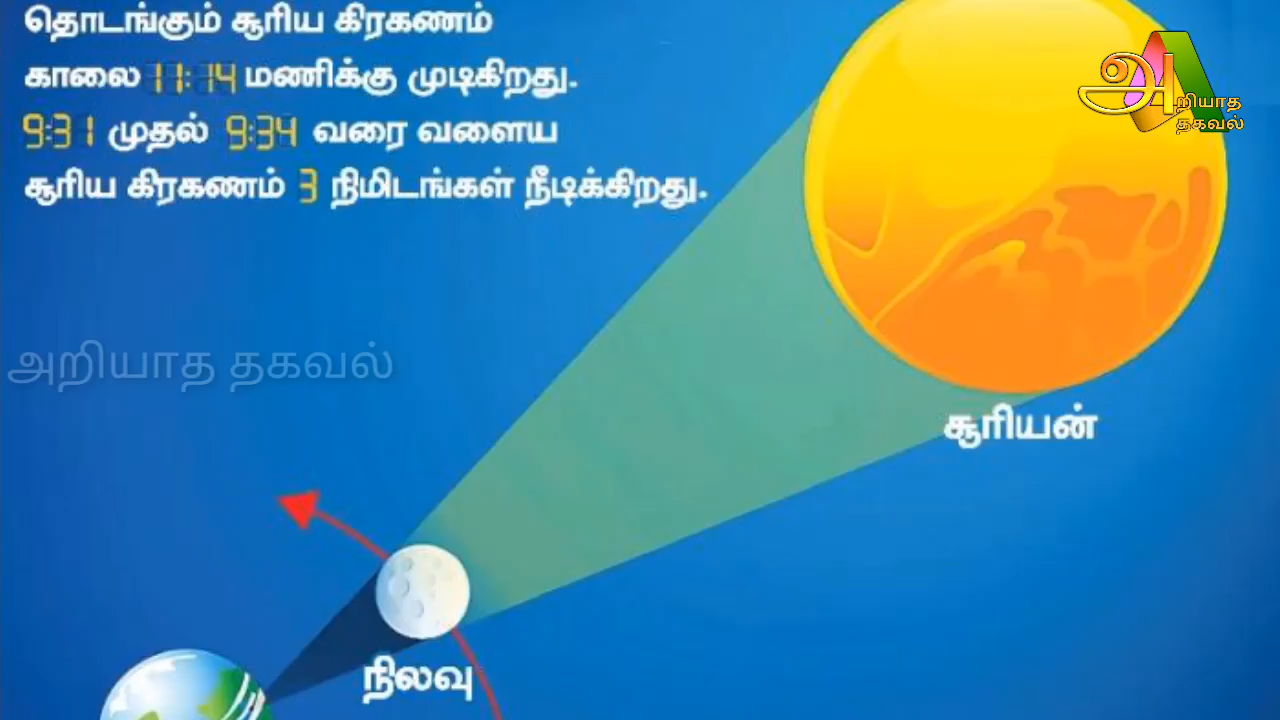 தொடங்கும் சூரிய கிரகணம்
காலை 11:14 மணிக்கு முடிகிறது.
9:31 முதல் 9:34 வரை வளைய
சூரிய கிரகணம் 3 நிமிடங்கள் நீடிக்கிறது.
அறியாத
தகவல்
அறியாத தகவல்
சூரியன்
நிலவு